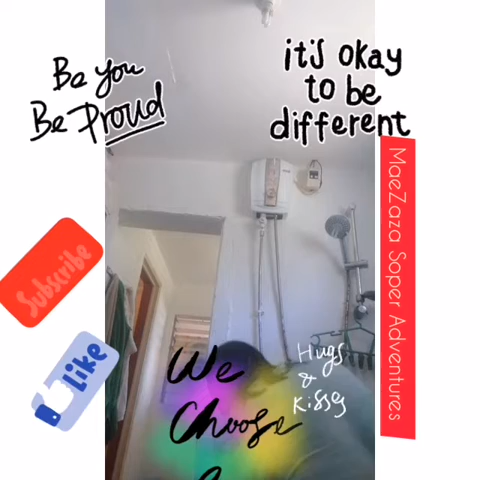 Be you
Be Proud
it's okay
to be
different
MaeZaza Soper Adventures
Subscribe
Like
Hugs
&
Kisses
We
Choose